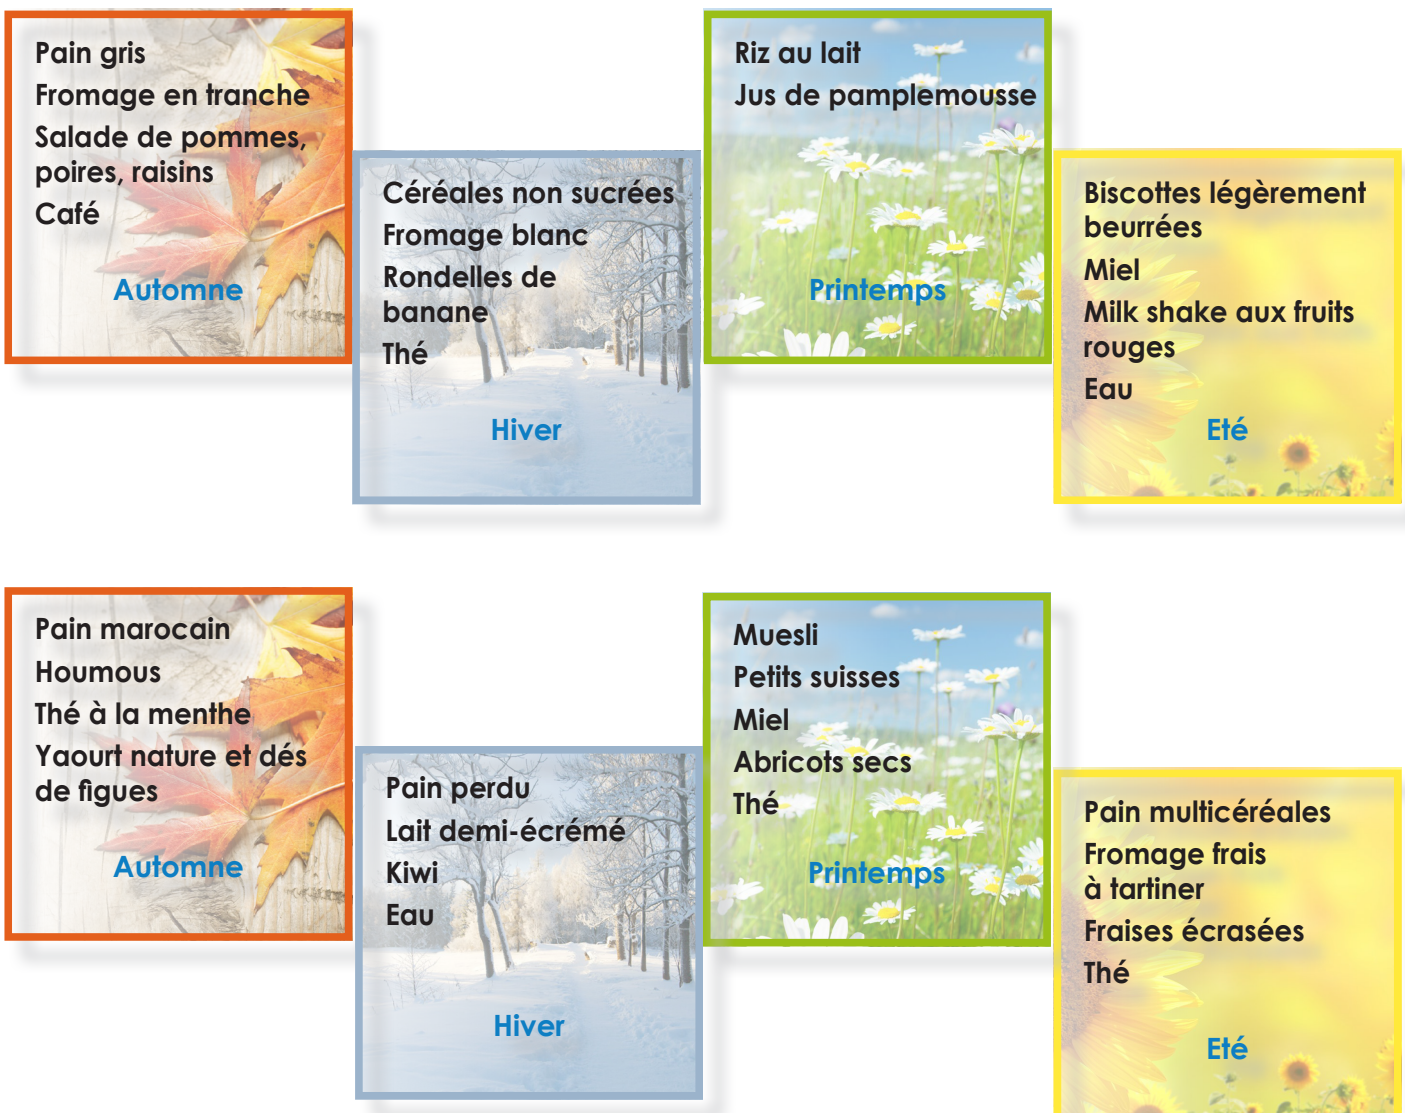 Pain gris
Fromage en tranche
Salade de pommes,
poires, raisins
Café
Automne
Céréales non sucrées
Fromage blanc
Rondelles de
banane
Thé
Hiver
Riz au lait
Jus de pamplemousse
Printemps
Biscottes légèrement
beurrées
Miel
Milk shake aux fruits
rouges
Eau
Eté
Pain marocain
Houmous
Thé à la menthe
Yaourt nature et dés
de figues
Automne
Pain perdu
Lait demi-écrémé
Kiwi
Eau
Hiver
Muesli
Petits suisses
Miel
Abricots secs
Thé
Printemps
Pain multicéréales
Fromage frais
à tartiner
Fraises écrasées
Thé
Eté